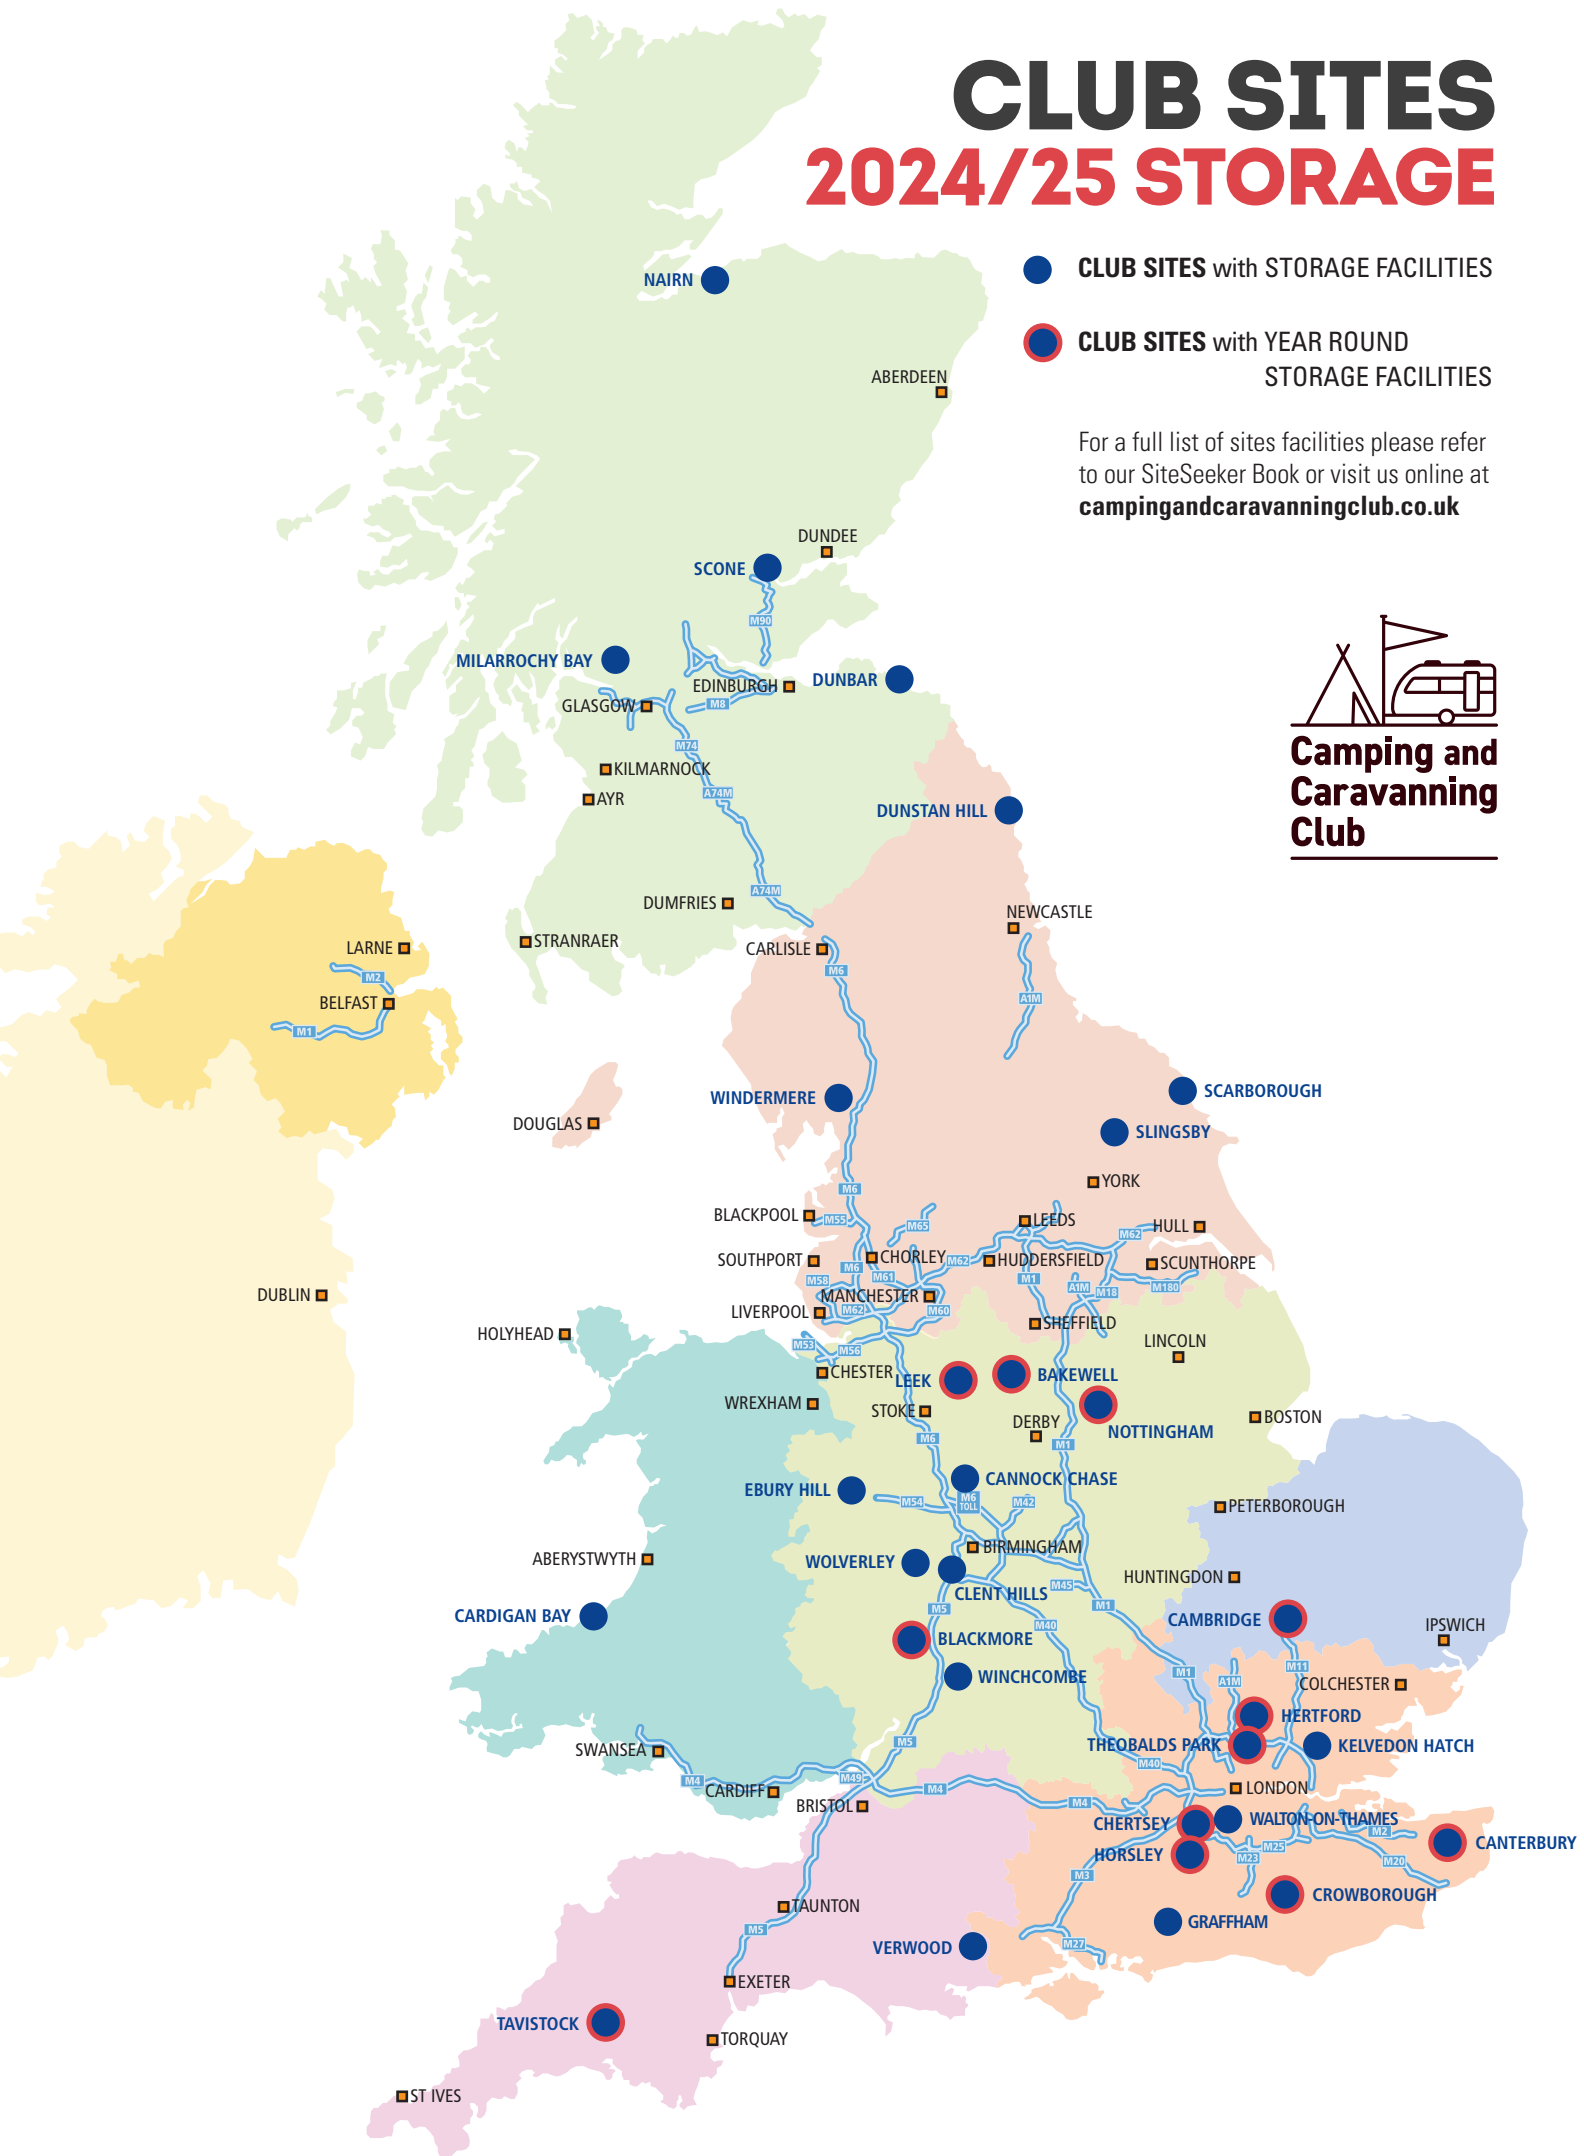 CLUB SITES
2024/25 STORAGE
CLUB SITES with STORAGE FACILITIES
CLUB SITES with YEAR ROUND
STORAGE FACILITIES
For a full list of sites facilities please refer
to our SiteSeeker Book or visit us online at
campingandcaravanningclub.co.uk
Camping and
Caravanning
Club
NAIRN
ABERDEEN
DUNDEE
SCONE
M90
MILARROCHY BAY
EDINBURGH
DUNBAR
GLASGOW
M8
M74
KILMARNOCK
A74M
AYR
DUNSTAN HILL
A74M
DUMFRIES
NEWCASTLE
STRANRAER
LARNE
CARLISLE
M6
M2
A1M
BELFAST
M1
WINDERMERE
SCARBOROUGH
DOUGLAS
SLINGSBY
YORK
M6
BLACKPOOL
M55
M65
LEEDS
HULL
M62
SOUTHPORT
CHORLEY
M62
HUDDERSFIELD
SCUNTHORPE
M6
M61
M58
M1
A1M
M18
M180
DUBLIN
MANCHESTER
LIVERPOOL
M62
M60
SHEFFIELD
HOLYHEAD
M53
M56
LINCOLN
CHESTER
LEEK
BAKEWELL
WREXHAM
STOKE
DERBY
NOTTINGHAM
BOSTON
M6
M1
CANNOCK CHASE
EBURY HILL
M54
M6
TOLL
M42
PETERBOROUGH
BIRMINGHAM
ABERYSTWYTH
WOLVERLEY
HUNTINGDON
CLENT HILLS
M45
CARDIGAN BAY
M5
M1
CAMBRIDGE
M40
IPSWICH
BLACKMORE
WINCHCOMBE
M1
M11
A1M
COLCHESTER
HERTFORD
M5
THEOBALDS PARK
KELVEDON HATCH
SWANSEA
M40
M4
M49
CARDIFF
M4
LONDON
BRISTOL
M4
CHERTSEY
WALTON-ON-THAMES
M2
CANTERBURY
M25
HORSLEY
M23
M20
M3
CROWBOROUGH
TAUNTON
GRAFFHAM
M5
VERWOOD
M27
EXETER
TAVISTOCK
TORQUAY
ST IVES